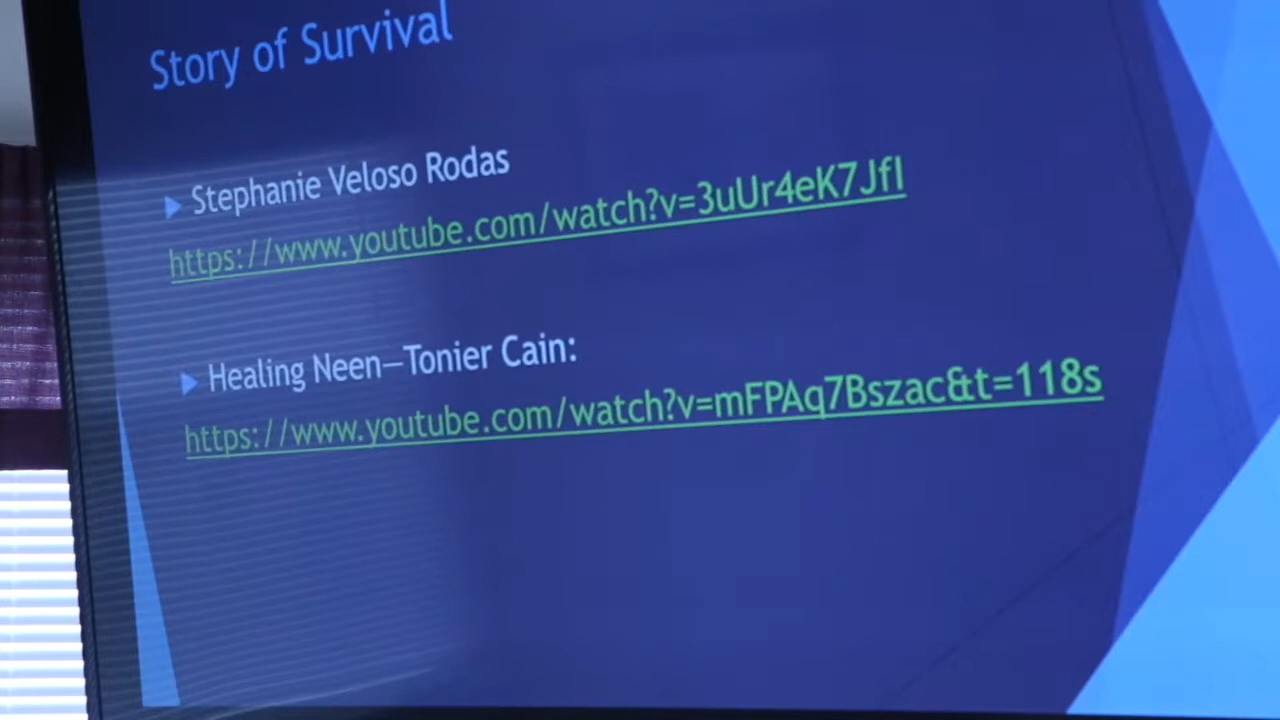 Story of Survival
Stephanie Veloso Rodas
https://www.youtube.com/watch?v=3uUr4eK7JfI
Healing Neen—Tonier Cain:
https://www.youtube.com/watch?v=mFPAq7Bszac&t=118s